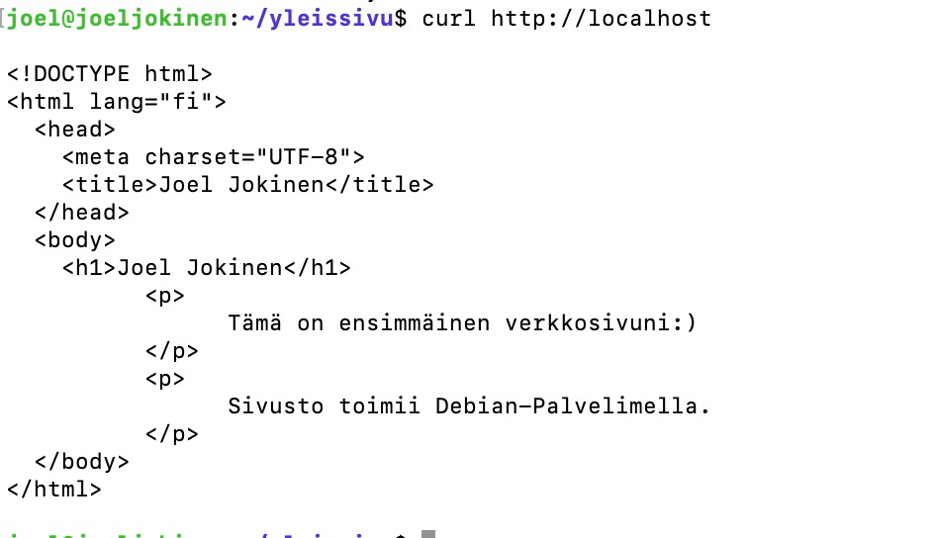 joel@joeljokinen:~/yleissivu$ curl http://localhost
<!DOCTYPE html>
<html lang="fi">
<head>
<meta charset="UTF-8">
<title>Joel Jokinen</title>
</head>
<body>
<h1>Joel Jokinen</h1>
<p>
Tämä on ensimmäinen verkkosivuni:)
</p>
<p>
Sivusto toimii Debian-Palvelimella.
</p>
</body>
</html>